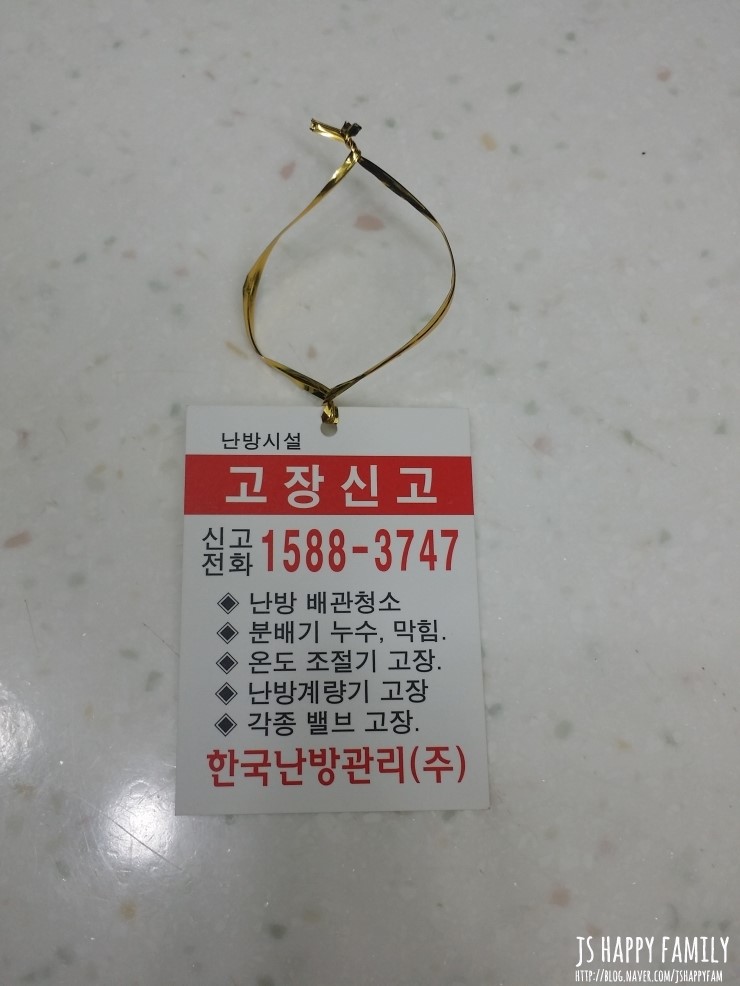 난방시설
고장신고
신고
전화 1588-3747
◈ 난방 배관청소
◈ 분배기 누수, 막힘.
◈ 온도 조절기 고장.
◈ 난방계량기 고장
◈ 각종 밸브 고장.
한국난방관리(주)
JS HAPPY FAMILY
HTTP://BLOG.NAVER.COM/JSHAPPYFAM